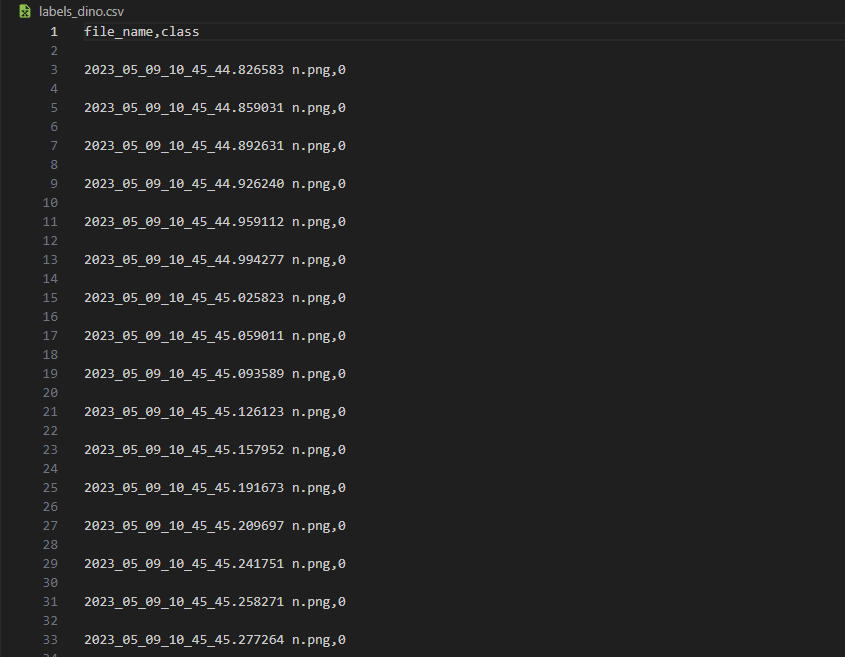 labels_dino.csv
1 file_name,class
2
3 2023_05_09_10_45_44.826583 n.png,0
4
5 2023_05_09_10_45_44.859031 n.png,0
6
7 2023_05_09_10_45_44.892631 n.png,0
8
9 2023_05_09_10_45_44.926240 n.png,0
10
11 2023_05_09_10_45_44.959112 n.png,0
12
13 2023_05_09_10_45_44.994277 n.png,0
14
15 2023_05_09_10_45_45.025823 n.png,0
16
17 2023_05_09_10_45_45.059011 n.png,0
18
19 2023_05_09_10_45_45.093589 n.png,0
20
21 2023_05_09_10_45_45.126123 n.png,0
22
23 2023_05_09_10_45_45.157952 n.png,0
24
25 2023_05_09_10_45_45.191673 n.png,0
26
27 2023_05_09_10_45_45.209697 n.png,0
28
29 2023_05_09_10_45_45.241751 n.png,0
30
31 2023_05_09_10_45_45.258271 n.png,0
32
33 2023_05_09_10_45_45.277264 n.png,0